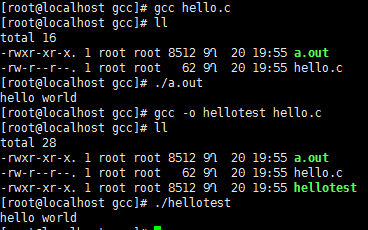 [root@localhost gcc]# gcc hello.c
[root@localhost gcc]# ll
total 16
-rwxr-xr-x. 1 root root 8512 9月  20 19:55 a.out
-rw-r--r--. 1 root root   62 9月  20 19:55 hello.c
[root@localhost gcc]# ./a.out
hello world
[root@localhost gcc]# gcc -o hellotest hello.c
[root@localhost gcc]# ll
total 28
-rwxr-xr-x. 1 root root 8512 9月  20 19:55 a.out
-rw-r--r--. 1 root root   62 9月  20 19:55 hello.c
-rwxr-xr-x. 1 root root 8512 9月  20 19:55 hellotest
[root@localhost gcc]# ./hellotest
hello world